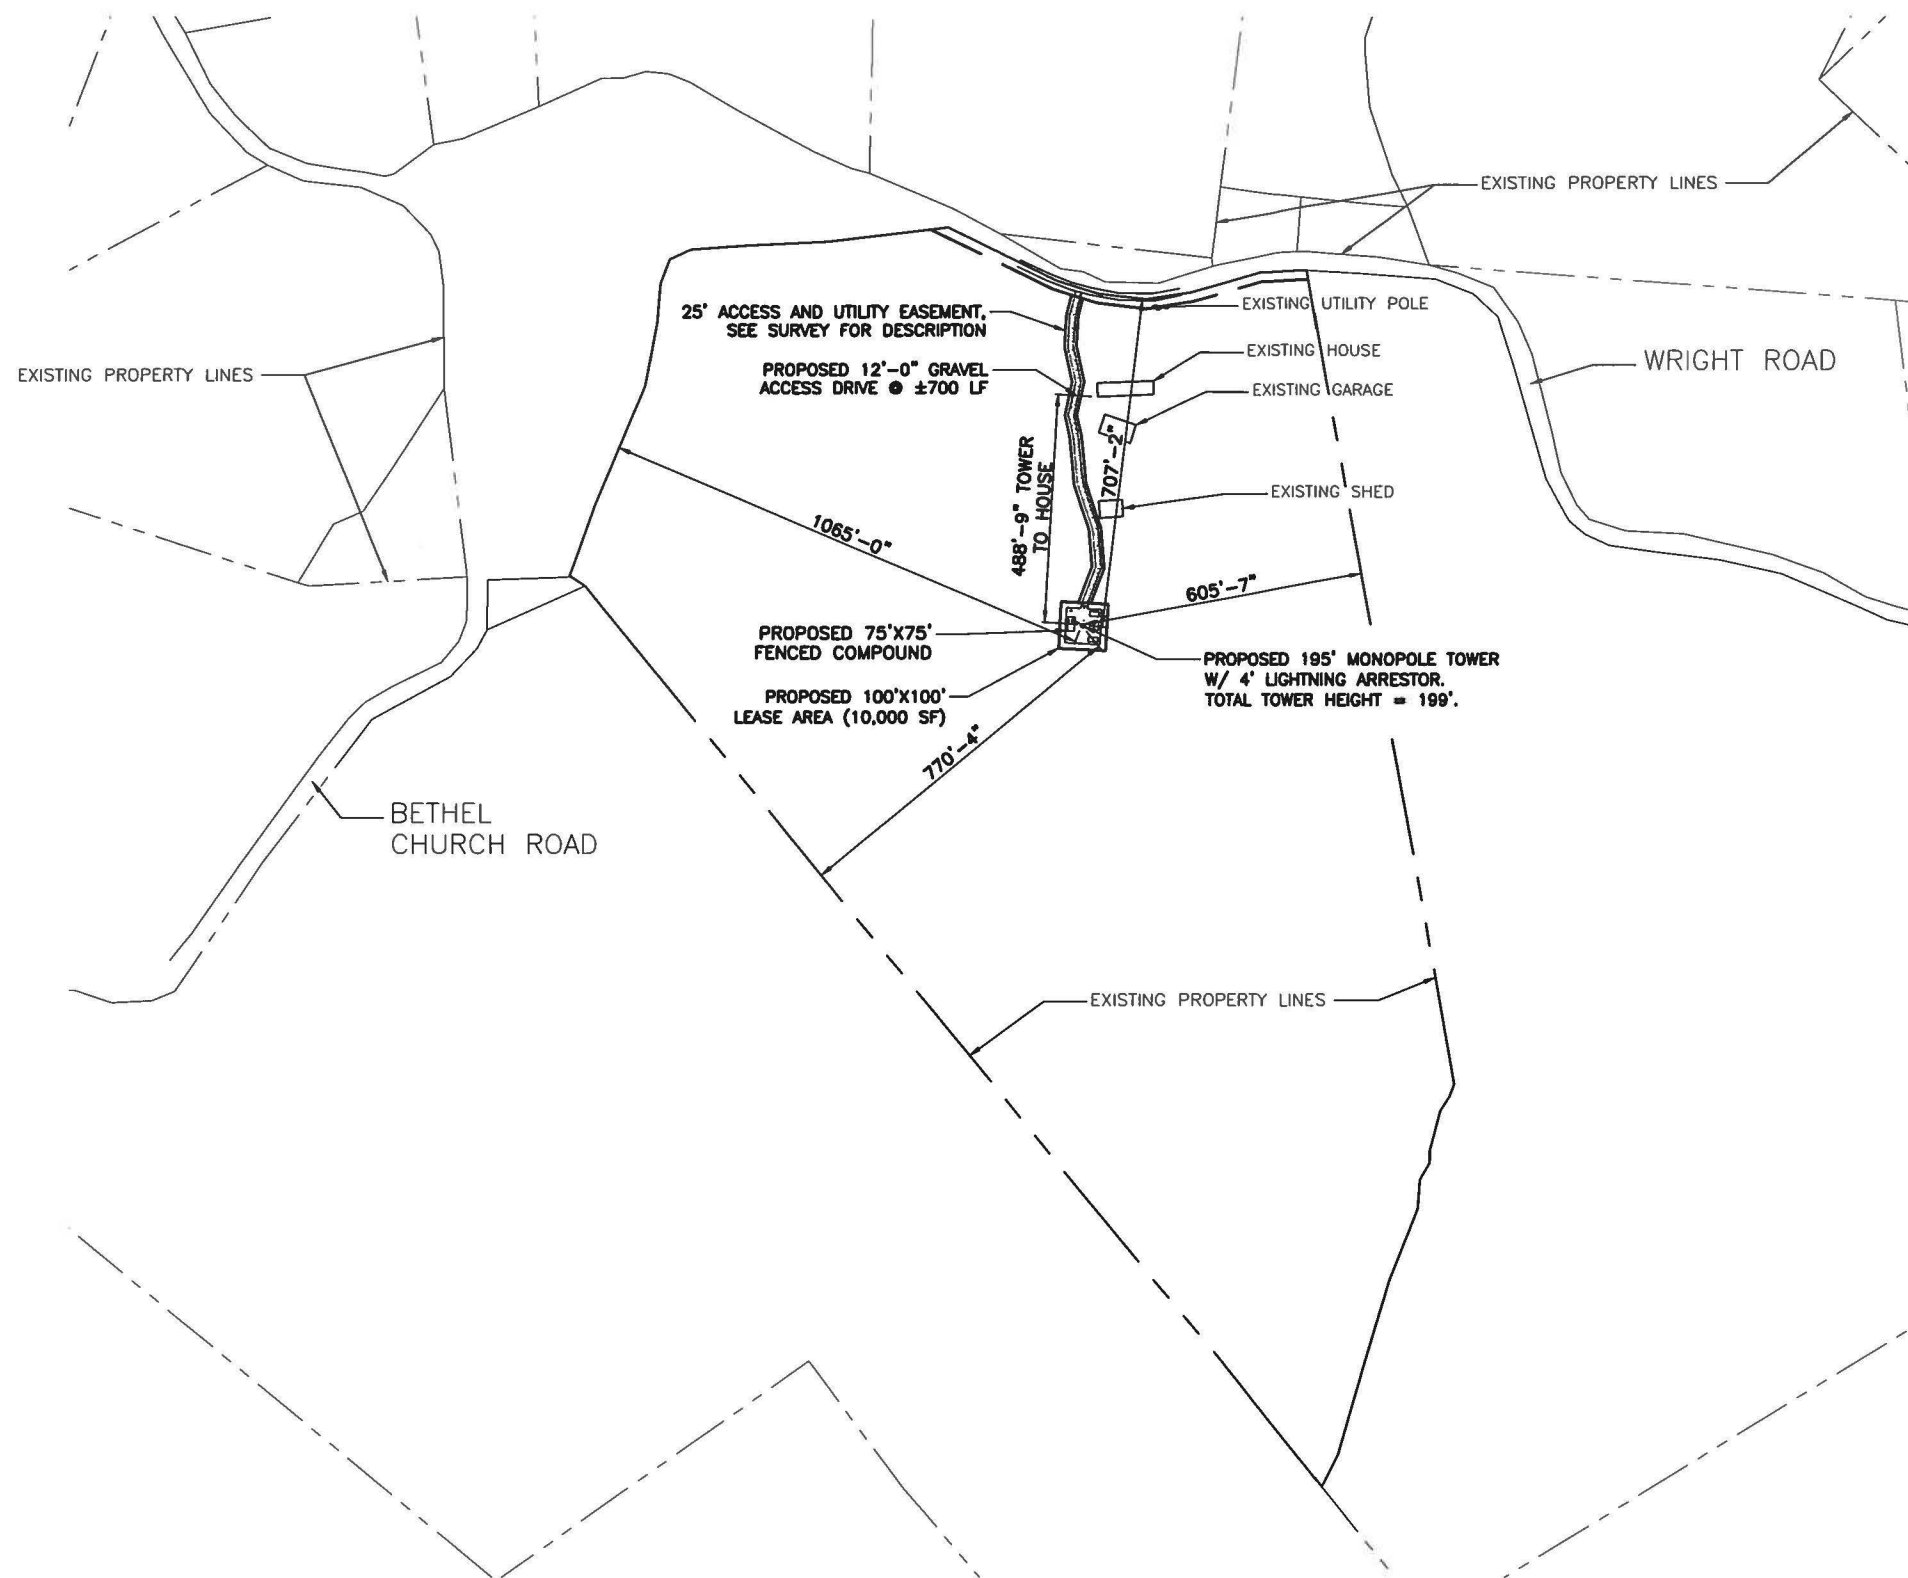 EXISTING PROPERTY LINES
EXISTING UTILITY POLE
25' ACCESS AND UTILITY EASEMENT,
SEE SURVEY FOR DESCRIPTION
EXISTING HOUSE
WRIGHT ROAD
EXISTING PROPERTY LINES
PROPOSED 12'-0" GRAVEL
ACCESS DRIVE @ ±700 LF
EXISTING GARAGE
488'-9" TOWER
TO HOUSE
707'-2"
EXISTING SHED
1065'-0"
605'-7"
PROPOSED 75'X75'
FENCED COMPOUND
PROPOSED 195' MONOPOLE TOWER
W/ 4' LIGHTNING ARRESTOR.
TOTAL TOWER HEIGHT = 199'.
PROPOSED 100'X100'
LEASE AREA (10,000 SF)
770'-4"
BETHEL
CHURCH ROAD
EXISTING PROPERTY LINES